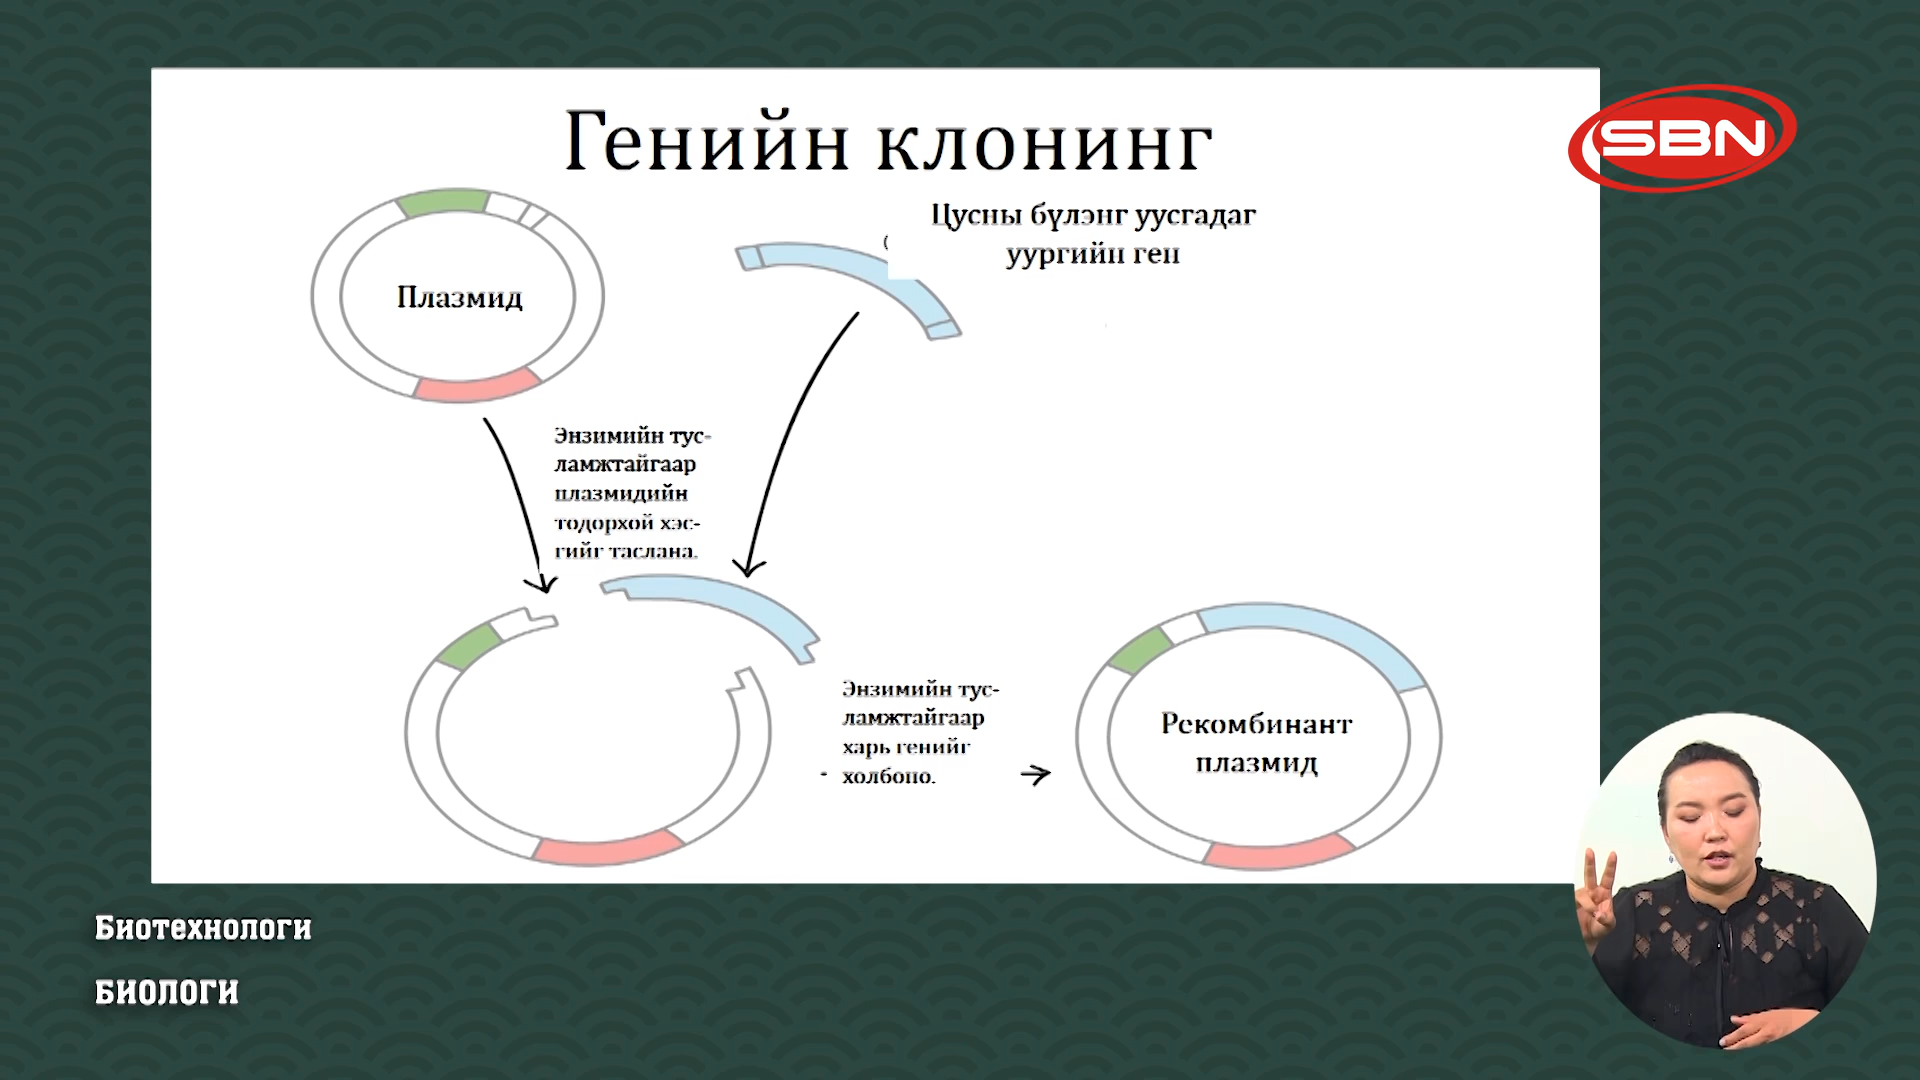 Генийн клонинг
SBN
Цусны бүлэнг уусгадаг
уургийн ген
Плазмид
Энзимийн тус-
ламжтайгаар
плазмидийн
тодорхой хэс-
гийг таслана.
Энзимийн тус-
ламжтайгаар
харь генийг
холбоно.
Рекомбинант
плазмид
Биотехнологи
БИОЛОГИ